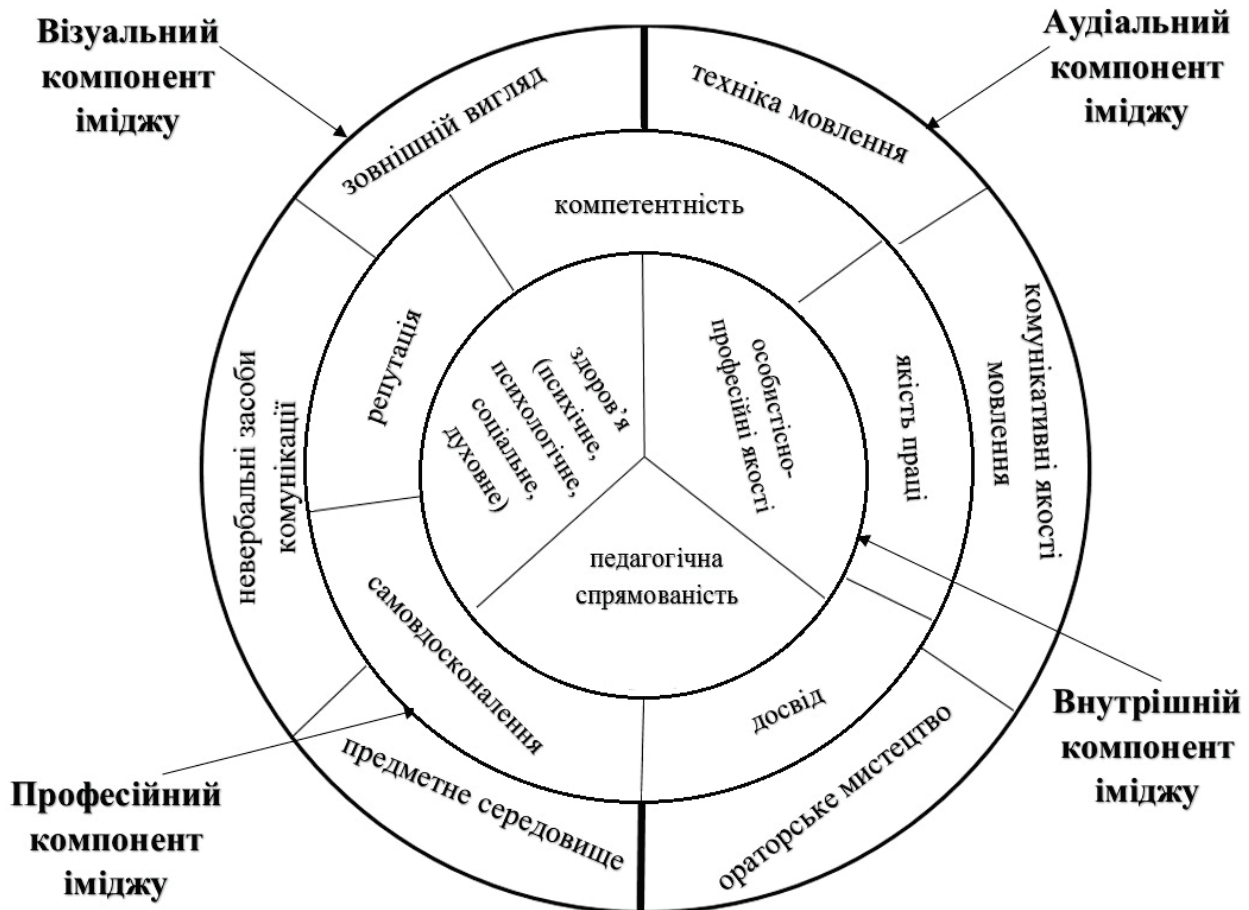 Візуальний
компонент
іміджу
Аудіальний
компонент
іміджу
зовнішній вигляд
техніка мовлення
компетентність
репутація
здоров’я
(психічне,
психологічне,
соціальне,
духовне)
особистісно-
професійні якості
якість праці
комунікативні якості
мовлення
невербальні засоби
комунікації
педагогічна
спрямованість
самовдосконалення
досвід
предметне середовище
ораторське мистецтво
Професійний
компонент
іміджу
Внутрішній
компонент
іміджу